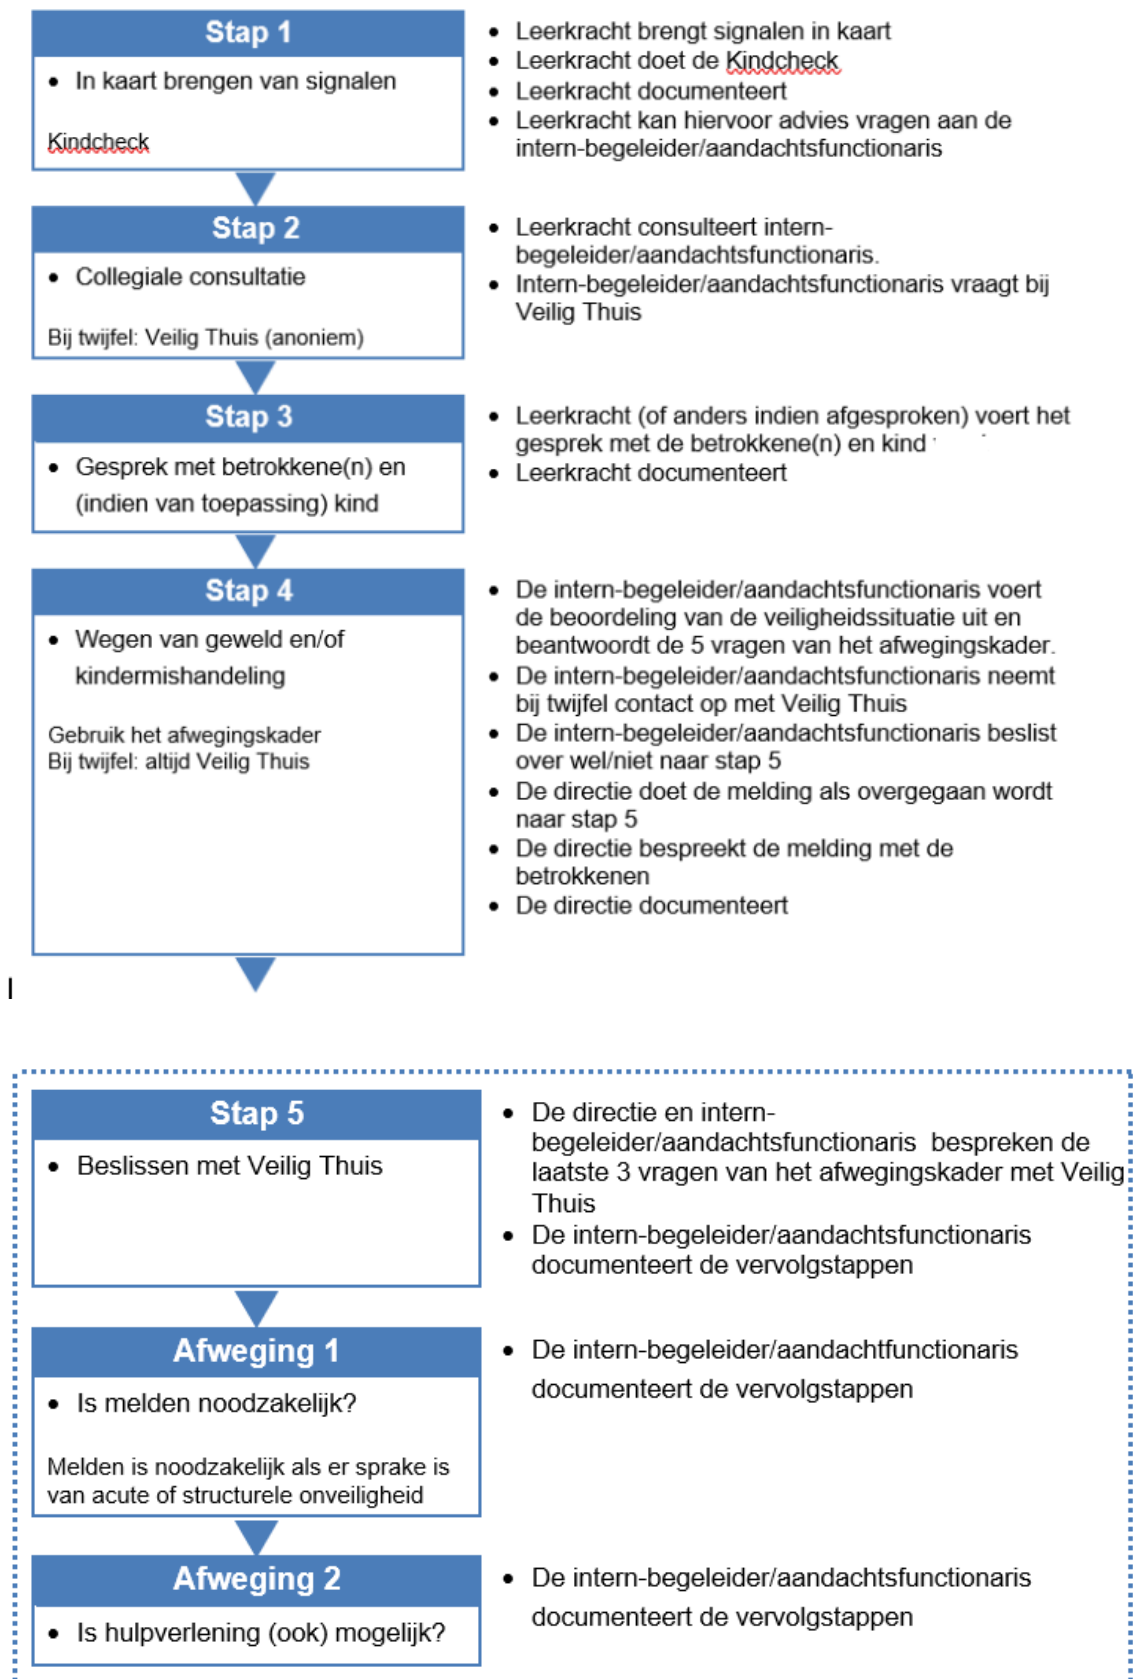 Stap 1
• In kaart brengen van signalen
Kindcheck
• Leerkracht brengt signalen in kaart
• Leerkracht doet de Kindcheck
• Leerkracht documenteert
• Leerkracht kan hiervoor advies vragen aan de
intern-begeleider/aandachtsfunctionaris
Stap 2
• Collegiale consultatie
Bij twijfel: Veilig Thuis (anoniem)
• Leerkracht consulteert intern-
begeleider/aandachtsfunctionaris.
• Intern-begeleider/aandachtsfunctionaris vraagt bij
Veilig Thuis
Stap 3
• Gesprek met betrokkene(n) en
(indien van toepassing) kind
• Leerkracht (of anders indien afgesproken) voert het
gesprek met de betrokkene(n) en kind
• Leerkracht documenteert
Stap 4
• Wegen van geweld en/of
kindermishandeling
Gebruik het afwegingskader
Bij twijfel: altijd Veilig Thuis
• De intern-begeleider/aandachtsfunctionaris voert
de beoordeling van de veiligheidssituatie uit en
beantwoordt de 5 vragen van het afwegingskader.
• De intern-begeleider/aandachtsfunctionaris neemt
bij twijfel contact op met Veilig Thuis
• De intern-begeleider/aandachtsfunctionaris beslist
over wel/niet naar stap 5
• De directie doet de melding als overgegaan wordt
naar stap 5
• De directie bespreekt de melding met de
betrokkenen
• De directie documenteert
l
Stap 5
• Beslissen met Veilig Thuis
• De directie en intern-
begeleider/aandachtsfunctionaris bespreken de
laatste 3 vragen van het afwegingskader met Veilig
Thuis
• De intern-begeleider/aandachtsfunctionaris
documenteert de vervolgstappen
Afweging 1
• Is melden noodzakelijk?
Melden is noodzakelijk als er sprake is
van acute of structurele onveiligheid
• De intern-begeleider/aandachtfunctionaris
documenteert de vervolgstappen
Afweging 2
• Is hulpverlening (ook) mogelijk?
• De intern-begeleider/aandachtsfunctionaris
documenteert de vervolgstappen